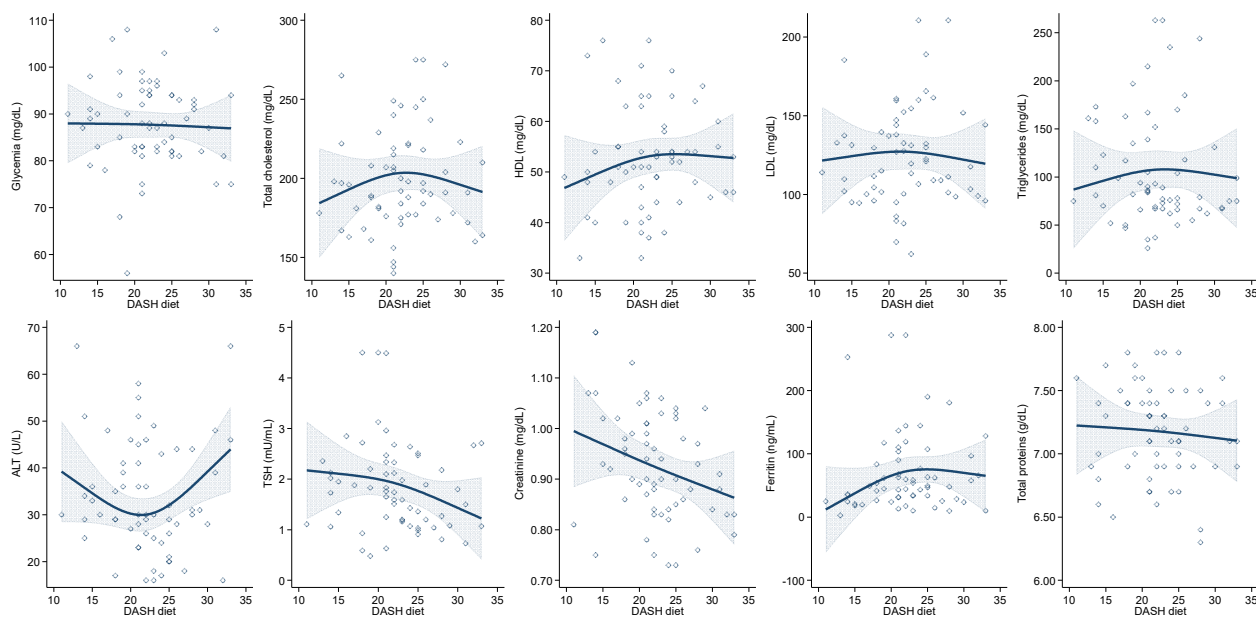 Glycemia (mg/dL)
110
100
90
80
70
60
10 15 20 25 30 35
DASH diet
Total cholesterol (mg/dL)
300
250
200
150
10 15 20 25 30 35
DASH diet
HDL (mg/dL)
80
70
60
50
40
30
10 15 20 25 30 35
DASH diet
LDL (mg/dL)
200
150
100
50
10 15 20 25 30 35
DASH diet
Triglycerides (mg/dL)
250
200
150
100
50
0
10 15 20 25 30 35
DASH diet
ALT (U/L)
70
60
50
40
30
20
10 15 20 25 30 35
DASH diet
TSH (mU/mL)
5
4
3
2
1
0
10 15 20 25 30 35
DASH diet
Creatinine (mg/dL)
1.20
1.10
1.00
0.90
0.80
0.70
10 15 20 25 30 35
DASH diet
Ferritin (ng/mL)
300
200
100
0
-100
10 15 20 25 30 35
DASH diet
Total proteins (g/dL)
8.00
7.50
7.00
6.50
6.00
10 15 20 25 30 35
DASH diet